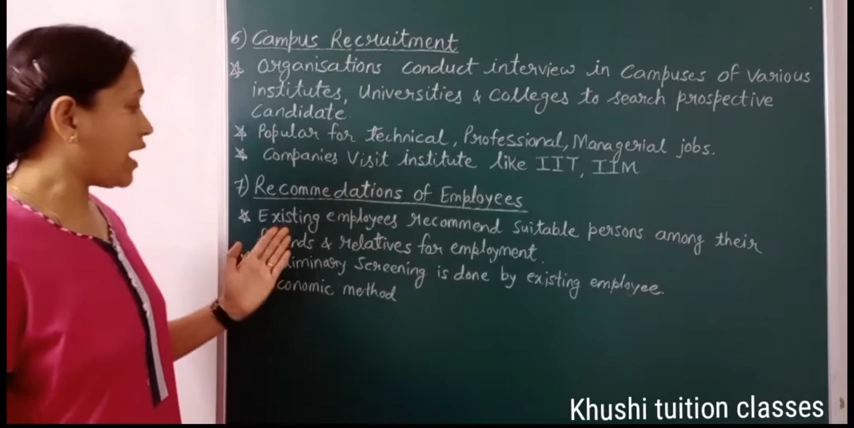 6) Campus Recruitment
* Organisations conduct interview in Campuses of Various
institutes, Universities & Colleges to search prospective
Candidate
* Popular for technical, Professional, Managerial jobs.
* Companies Visit institute like IIT, IIM
7) Recommedations of Employees
* Existing employees recommend suitable persons among their
& relatives for employment.
Screening is done by existing employee
method
Khushi tuition classes